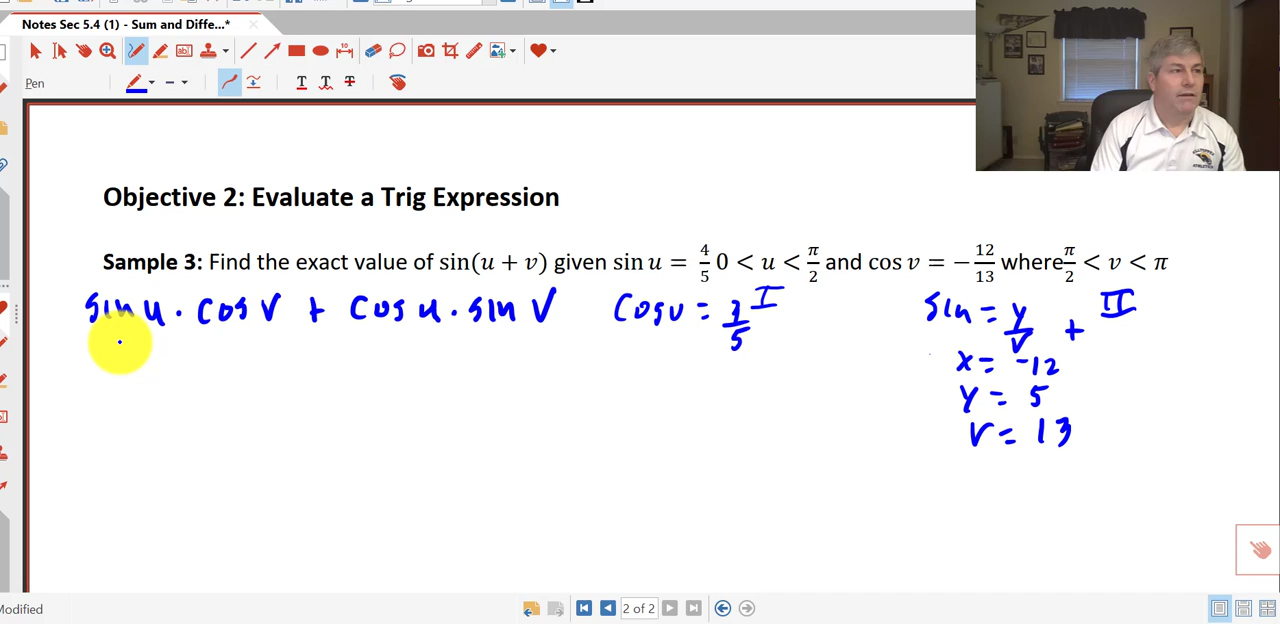 Notes Sec 5.4 (1) - Sum and Diffe...*
Pen
Objective 2: Evaluate a Trig Expression
Sample 3: Find the exact value of sin(u + v) given sin u = 4/5 0 < u < π/2 and cos v = − 12/13 where π/2 < v < π
sin u · cos v + cos u · sin v
cos u = 3/5 I
sin = y/r + II
x = -12
y = 5
r = 13
Modified
2 of 2